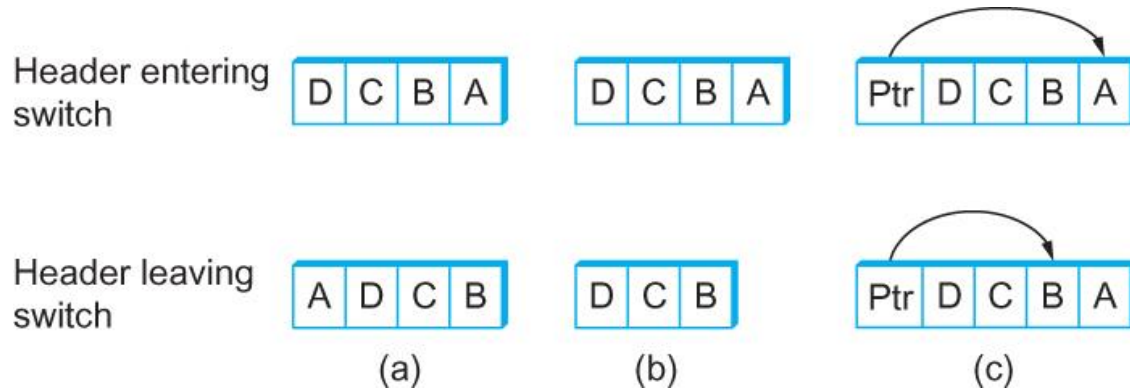 Header entering
switch
D C B A
D C B A
Ptr D C B A
Header leaving
switch
A D C B
D C B
Ptr D C B A
(a) (b) (c)